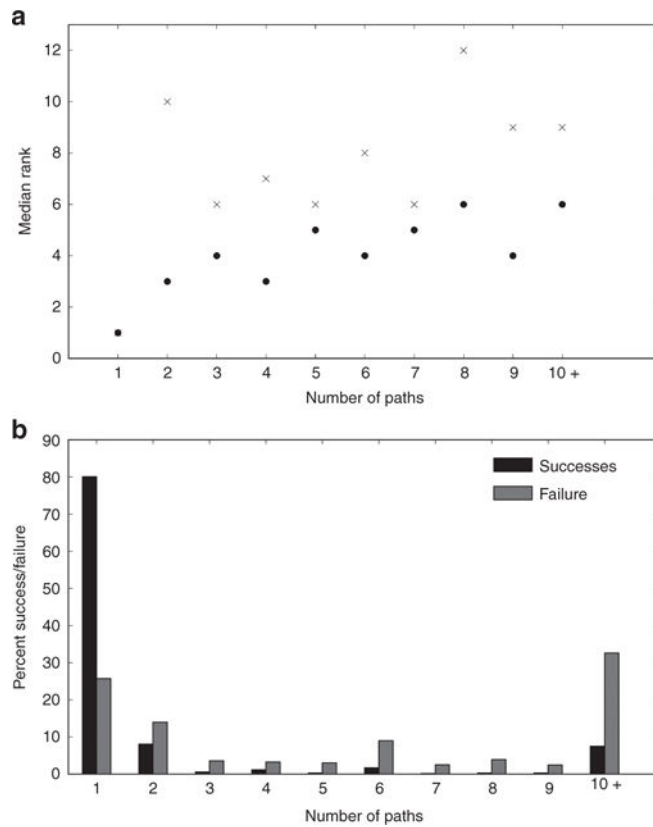 a
12
10
8
6
4
2
0
Median rank
1 2 3 4 5 6 7 8 9 10 +
Number of paths
b
90
80
70
60
50
40
30
20
10
0
Percent success/failure
Successes
Failure
1 2 3 4 5 6 7 8 9 10 +
Number of paths